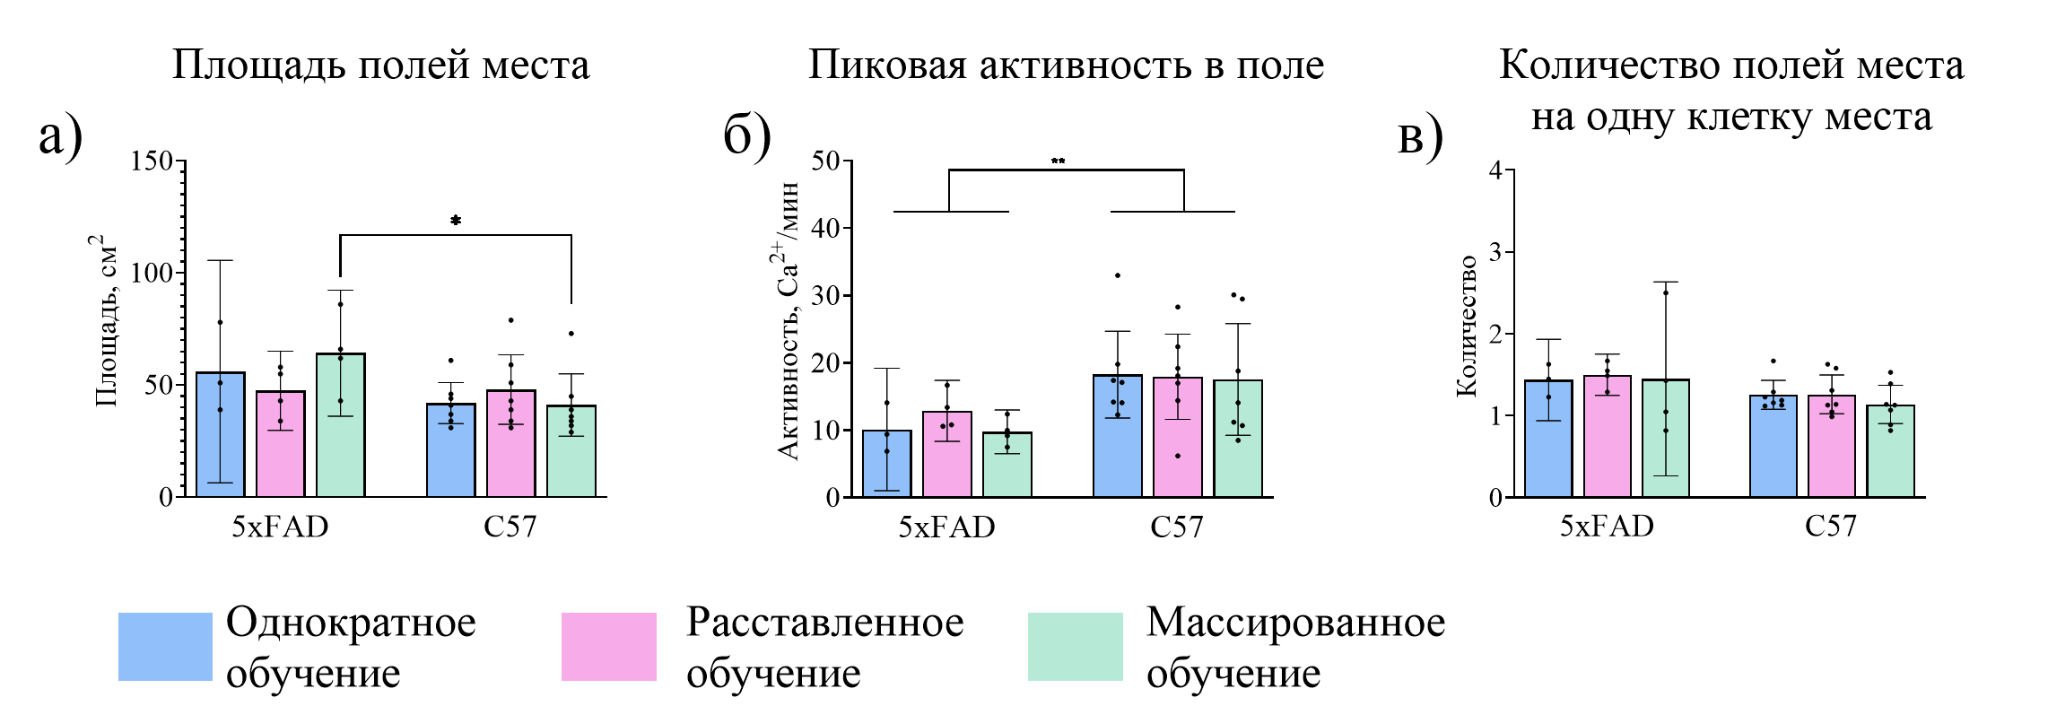 Площадь полей места
а)
150
100
50
0
Площадь, см²
*
5xFAD
C57
Пиковая активность в поле
б)
50
40
30
20
10
0
Активность, Ca²⁺/мин
**
5xFAD
C57
Количество полей места
на одну клетку места
в)
4
3
2
1
0
Количество
5xFAD
C57
Однократное
обучение
Расставленное
обучение
Массированное
обучение